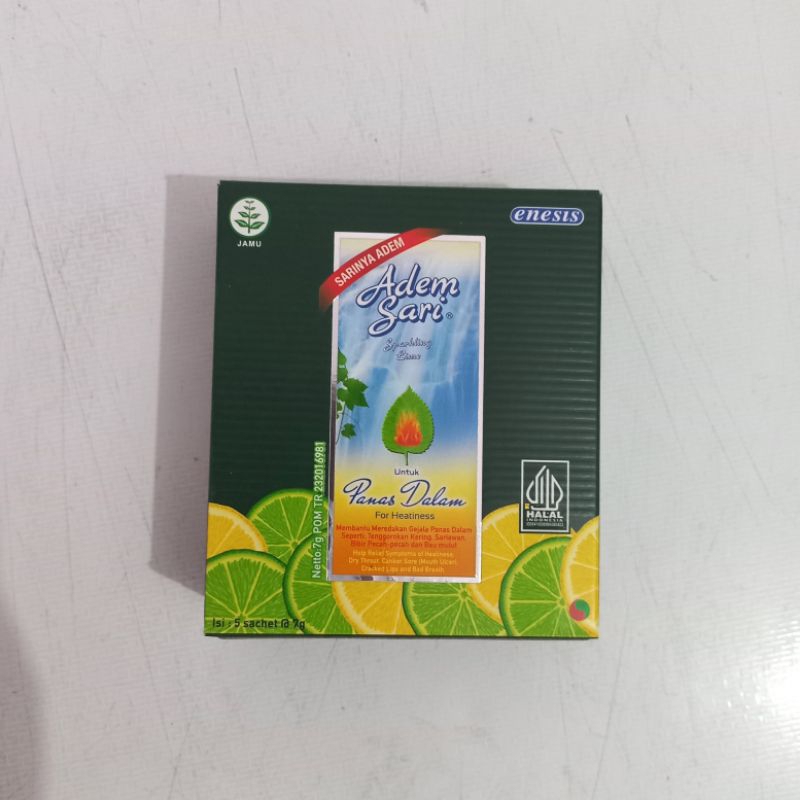 JAMU
enesis
SARINYA ADEM
Adem
Sari®
Sparkling
Lime
Untuk
Panas Dalam
For Heatiness
Membantu Meredakan Gejala Panas Dalam
Seperti, Tenggorokan Kering, Sariawan,
Bibir Pecah-pecah dan Bau mulut
Help Relief Symptoms of Heatiness,
Dry Throat, Canker Sore (Mouth Ulcer),
Cracked Lips and Bad Breath.
HALAL
INDONESIA
Netto:7g POM TR 232016981
Isi : 5 sachet @ 7g